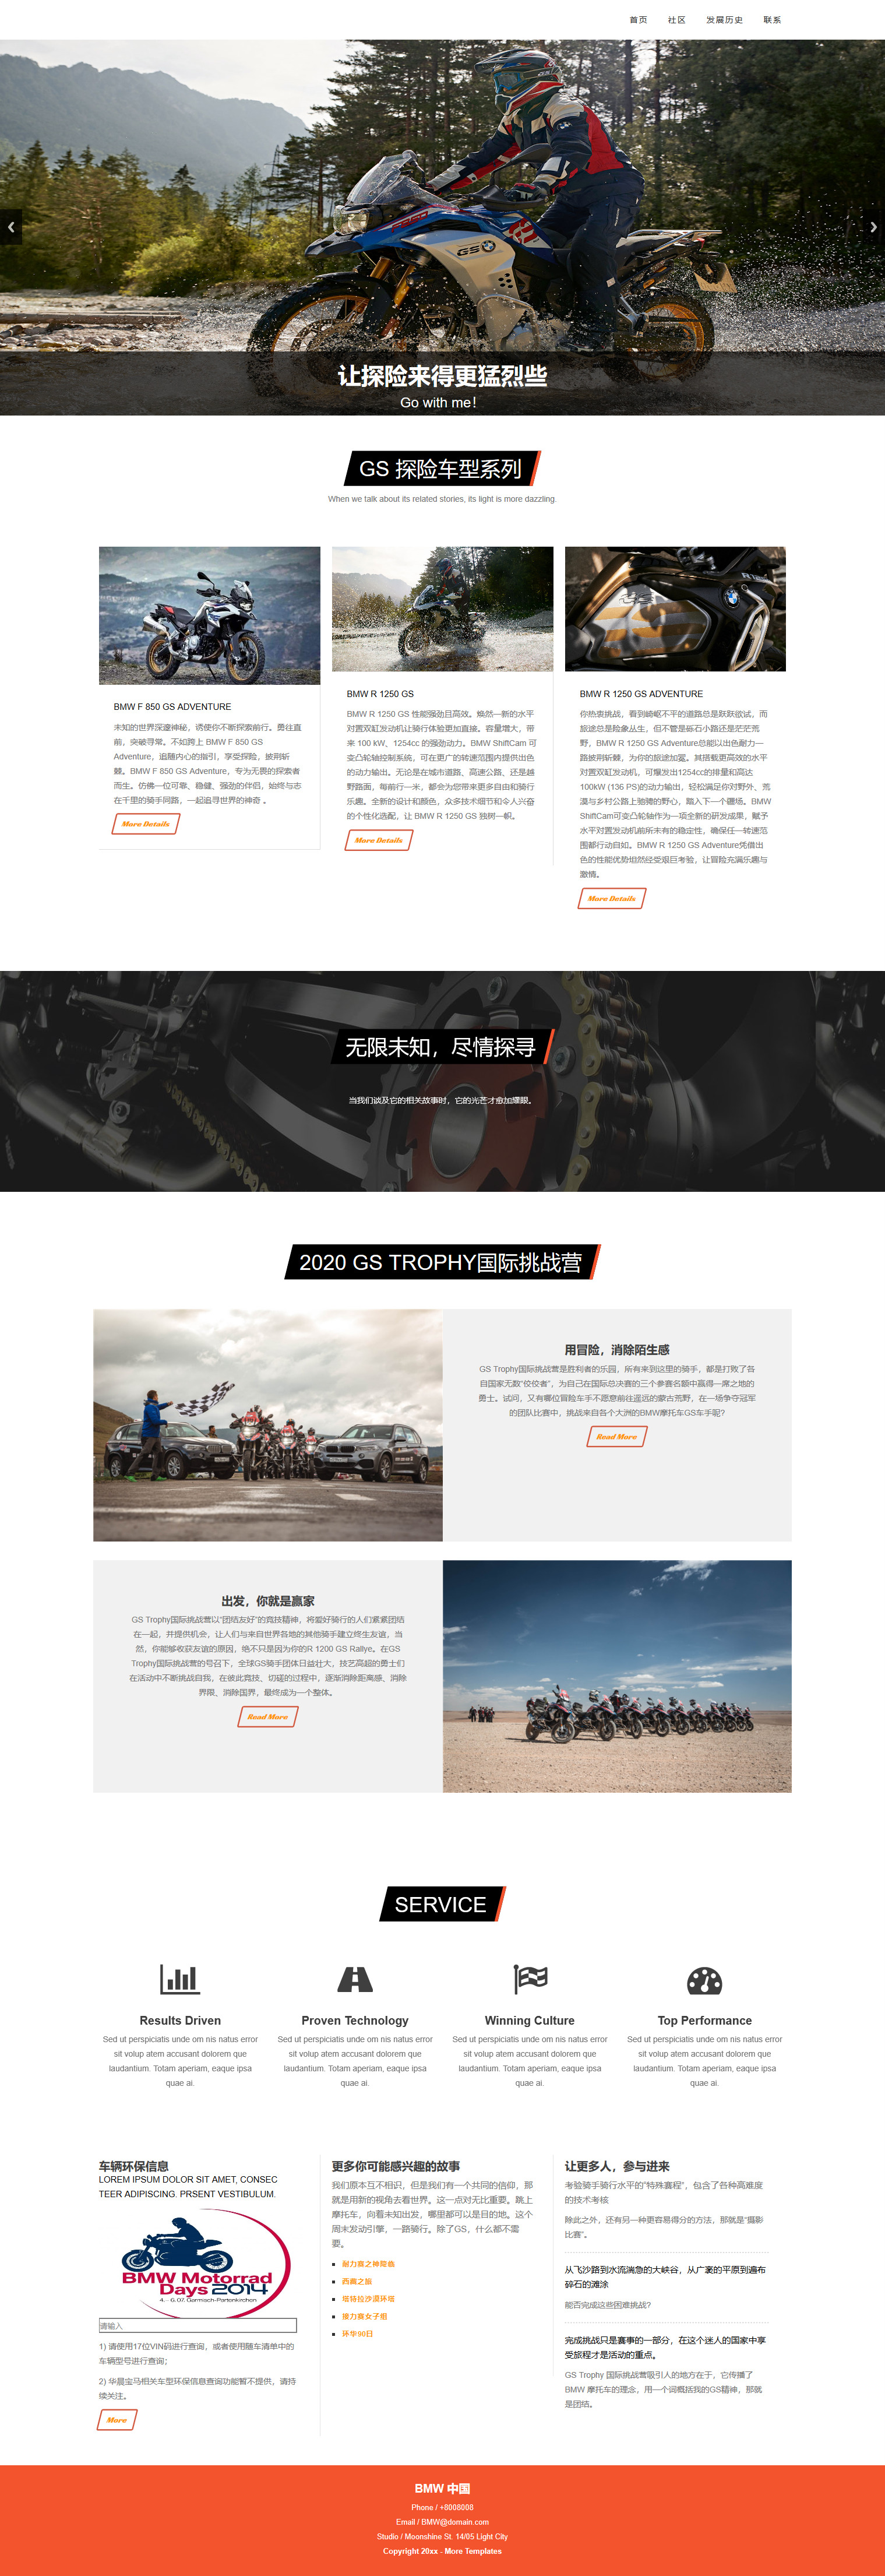 首页 社区 发展历史 联系
F850
GS
让探险来得更猛烈些
Go with me!
GS 探险车型系列
When we talk about its related stories, its light is more dazzling.
BMW F 850 GS ADVENTURE
未知的世界深邃神秘，诱使你不断探索前行。勇往直
前，突破寻常。不如跨上 BMW F 850 GS
Adventure，追随内心的指引，享受探险，披荆斩
棘。BMW F 850 GS Adventure，专为无畏的探索者
而生。仿佛一位可靠、稳健、强劲的伴侣，始终与志
在千里的骑手同路，一起追寻世界的神奇 。
More Details
BMW R 1250 GS
BMW R 1250 GS 性能强劲且高效。焕然一新的水平
对置双缸发动机让骑行体验更加直接。容量增大，带
来 100 kW、1254cc 的强劲动力。BMW ShiftCam 可
变凸轮轴控制系统，可在更广的转速范围内提供出色
的动力输出。无论是在城市道路、高速公路、还是越
野路面，每前行一米，都会为您带来更多自由和骑行
乐趣。全新的设计和颜色，众多技术细节和令人兴奋
的个性化选配，让 BMW R 1250 GS 独树一帜。
More Details
BMW R 1250 GS ADVENTURE
你热衷挑战，看到崎岖不平的道路总是跃跃欲试，而
旅途总是险象丛生，但不管是砾石小路还是茫茫荒
野，BMW R 1250 GS Adventure总能以出色耐力一
路披荆斩棘，为你的旅途加冕。其搭载更高效的水平
对置双缸发动机，可爆发出1254cc的排量和高达
100kW (136 PS)的动力输出，轻松满足你对野外、荒
漠与乡村公路上驰骋的野心，踏入下一个疆场。BMW
ShiftCam可变凸轮轴作为一项全新的研发成果，赋予
水平对置发动机前所未有的稳定性，确保任一转速范
围都行动自如。BMW R 1250 GS Adventure凭借出
色的性能优势坦然经受艰巨考验，让冒险充满乐趣与
激情。
More Details
无限未知，尽情探寻
当我们谈及它的相关故事时，它的光芒才愈加耀眼。
2020 GS TROPHY国际挑战营
用冒险，消除陌生感
GS Trophy国际挑战营是胜利者的乐园，所有来到这里的骑手，都是打败了各
自国家无数“佼佼者”，为自己在国际总决赛的三个参赛名额中赢得一席之地的
勇士。试问，又有哪位冒险车手不愿意前往遥远的蒙古荒野，在一场争夺冠军
的团队比赛中，挑战来自各个大洲的BMW摩托车GS车手呢?
Read More
出发，你就是赢家
GS Trophy国际挑战营以“团结友好”的竞技精神，将爱好骑行的人们紧紧团结
在一起，并提供机会，让人们与来自世界各地的其他骑手建立终生友谊，当
然，你能够收获友谊的原因，绝不只是因为你的R 1200 GS Rallye。在GS
Trophy国际挑战营的号召下，全球GS骑手团体日益壮大，技艺高超的勇士们
在活动中不断挑战自我，在彼此竞技、切磋的过程中，逐渐消除距离感、消除
界限、消除国界，最终成为一个整体。
Read More
SERVICE
Results Driven
Sed ut perspiciatis unde om nis natus error
sit volup atem accusant dolorem que
laudantium. Totam aperiam, eaque ipsa
quae ai.
Proven Technology
Sed ut perspiciatis unde om nis natus error
sit volup atem accusant dolorem que
laudantium. Totam aperiam, eaque ipsa
quae ai.
Winning Culture
Sed ut perspiciatis unde om nis natus error
sit volup atem accusant dolorem que
laudantium. Totam aperiam, eaque ipsa
quae ai.
Top Performance
Sed ut perspiciatis unde om nis natus error
sit volup atem accusant dolorem que
laudantium. Totam aperiam, eaque ipsa
quae ai.
车辆环保信息
LOREM IPSUM DOLOR SIT AMET, CONSEC
TEER ADIPISCING. PRSENT VESTIBULUM.
BMW Motorrad
Days 2014
4. - 6. 07. Garmisch-Partenkirchen
请输入
1) 请使用17位VIN码进行查询，或者使用随车清单中的
车辆型号进行查询；
2) 华晨宝马相关车型环保信息查询功能暂不提供，请持
续关注。
More
更多你可能感兴趣的故事
我们原本互不相识，但是我们有一个共同的信仰，那
就是用新的视角去看世界。这一点对无比重要。跳上
摩托车，向着未知出发，哪里都可以是目的地。这个
周末发动引擎，一路骑行。除了GS，什么都不需
要。
耐力赛之神降临
西藏之旅
塔特拉沙漠环塔
接力赛女子组
环华90日
让更多人，参与进来
考验骑手骑行水平的“特殊赛程”，包含了各种高难度
的技术考核
除此之外，还有另一种更容易得分的方法，那就是“摄影
比赛”。
从飞沙路到水流湍急的大峡谷，从广袤的平原到遍布
碎石的滩涂
能否完成这些困难挑战?
完成挑战只是赛事的一部分，在这个迷人的国家中享
受旅程才是活动的重点。
GS Trophy 国际挑战营吸引人的地方在于，它传播了
BMW 摩托车的理念，用一个词概括我的GS精神，那就
是团结。
BMW 中国
Phone / +8008008
Email / BMW@domain.com
Studio / Moonshine St. 14/05 Light City
Copyright 20xx - More Templates